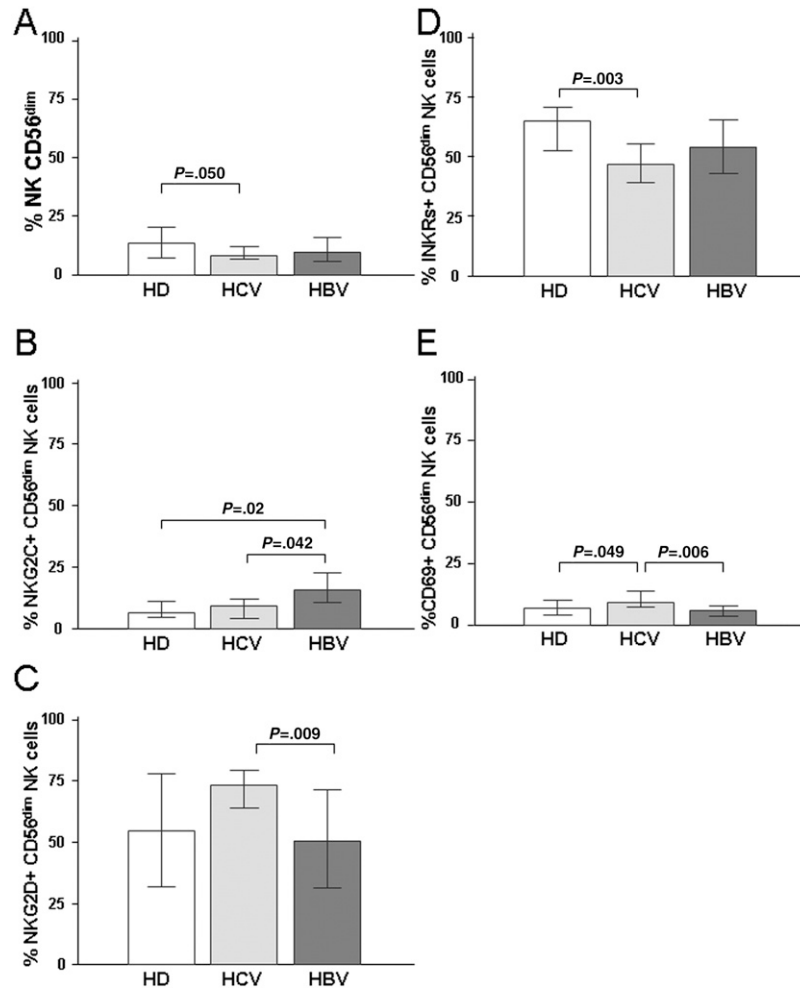 A
100
75
50
25
0
% NK CD56dim
P=.050
HD HCV HBV
D
100
75
50
25
0
% INKRs+ CD56dim NK cells
P=.003
HD HCV HBV
B
100
75
50
25
0
% NKG2C+ CD56dim NK cells
P=.02
P=.042
HD HCV HBV
E
100
75
50
25
0
%CD69+ CD56dim NK cells
P=.049 P=.006
HD HCV HBV
C
100
75
50
25
0
% NKG2D+ CD56dim NK cells
P=.009
HD HCV HBV